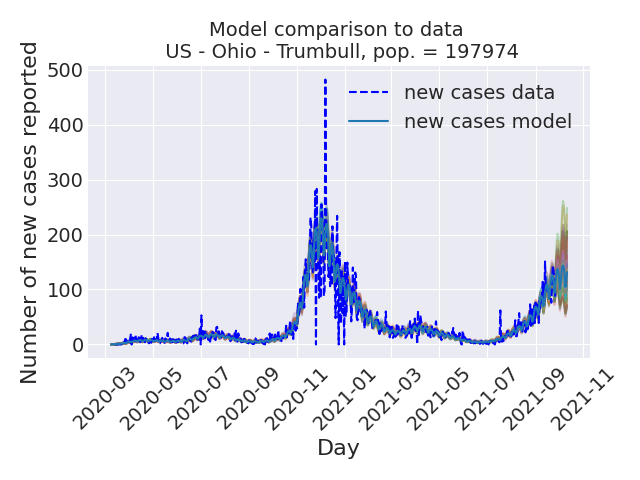 Model comparison to data
US - Ohio - Trumbull, pop. = 197974
Number of new cases reported
500
400
300
200
100
0
new cases data
new cases model
2020-03
2020-05
2020-07
2020-09
2020-11
2021-01
2021-03
2021-05
2021-07
2021-09
2021-11
Day